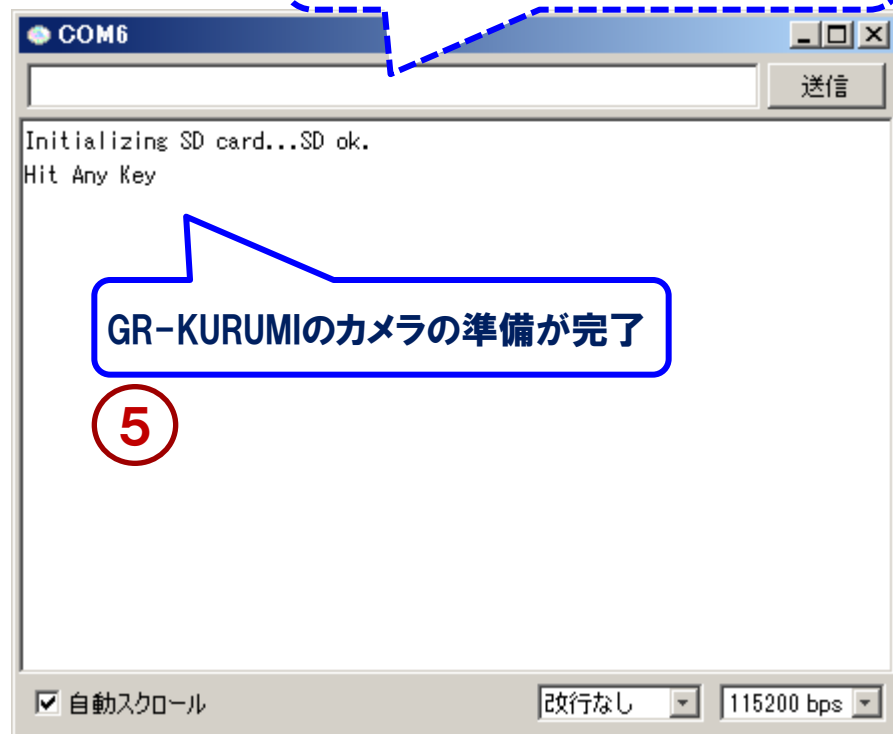 COM6
送信
Initializing SD card...SD ok.
Hit Any Key
GR-KURUMIのカメラの準備が完了
5
自動スクロール
改行なし
115200 bps